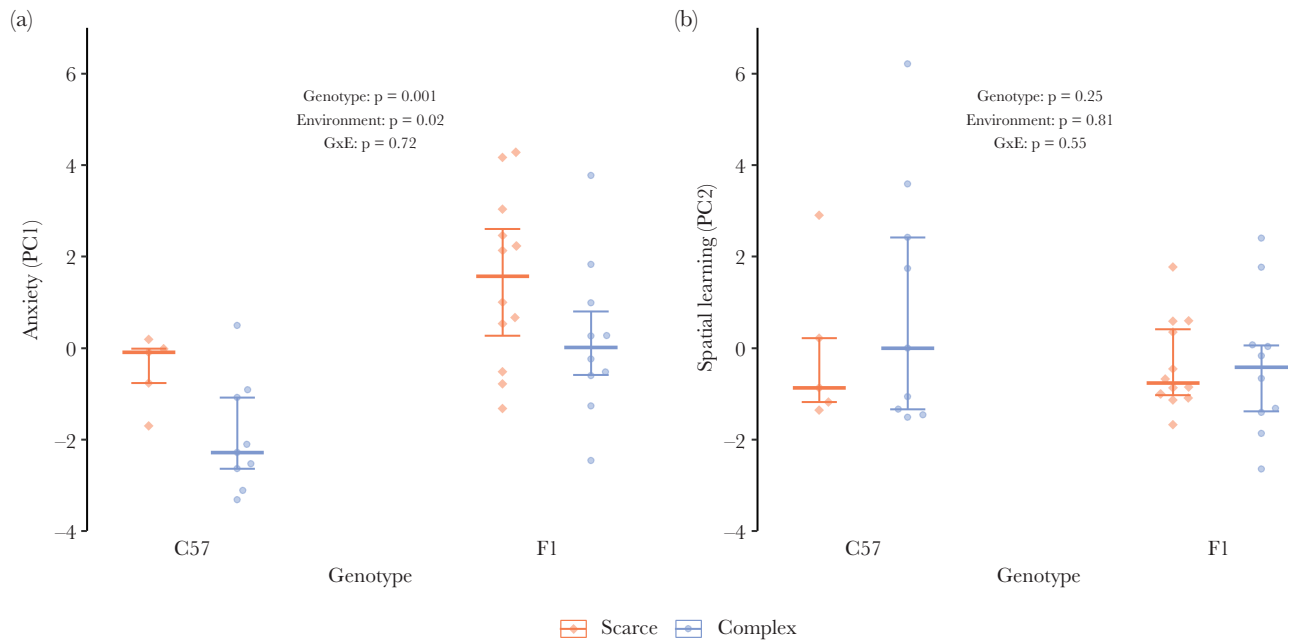 (a)
6
4
2
0
–2
–4
Anxiety (PC1)
Genotype: p = 0.001
Environment: p = 0.02
GxE: p = 0.72
C57
F1
Genotype
(b)
6
4
2
0
–2
–4
Spatial learning (PC2)
Genotype: p = 0.25
Environment: p = 0.81
GxE: p = 0.55
C57
F1
Genotype
Scarce
Complex